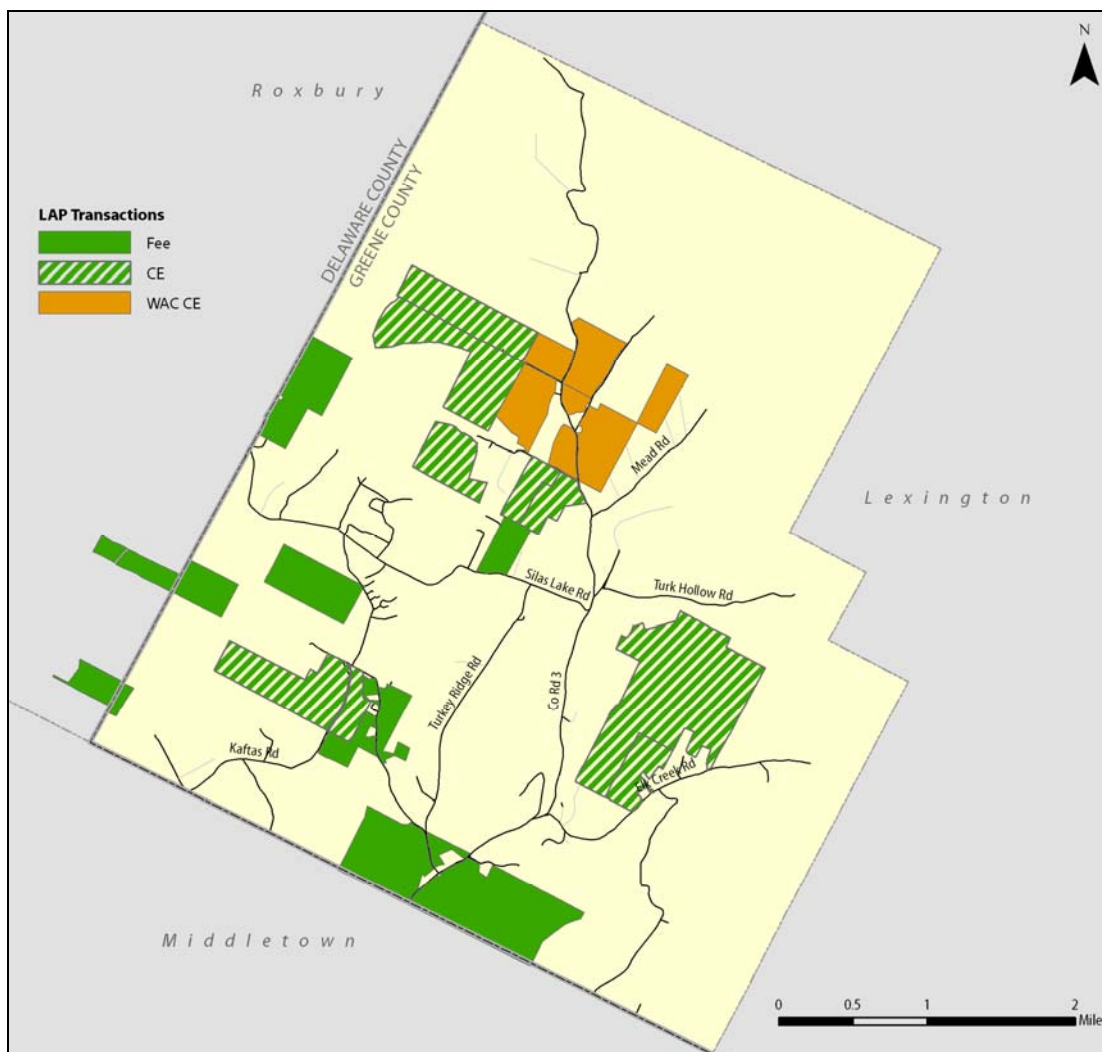 N
Roxbury
DELAWARE COUNTY
GREENE COUNTY
LAP Transactions
Fee
CE
WAC CE
Mead Rd
Lexington
Silas Lake Rd
Turk Hollow Rd
Turkey Ridge Rd
Co Rd 3
Kaftas Rd
Elk Creek Rd
Middletown
0 0.5 1 2
Mile